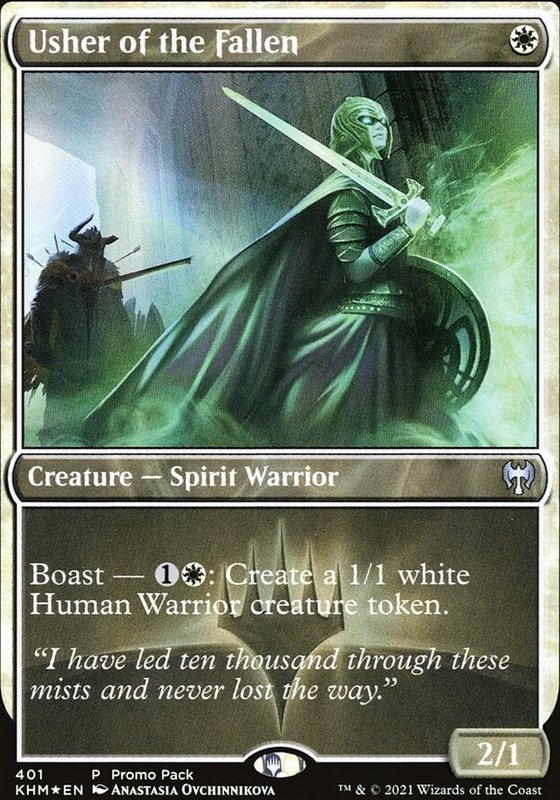 Usher of the Fallen
Creature — Spirit Warrior
Boast — 1: Create a 1/1 white
Human Warrior creature token.
“I have led ten thousand through these
mists and never lost the way.”
2/1
401 P Promo Pack
KHM★EN Anastasia Ovchinnikova
™ & © 2021 Wizards of the Coast